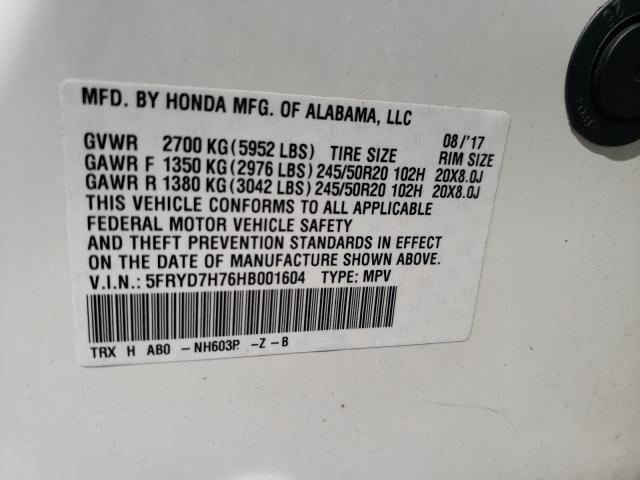 MFD. BY HONDA MFG. OF ALABAMA, LLC
08/'17
GVWR 2700 KG(5952 LBS) TIRE SIZE RIM SIZE
GAWR F 1350 KG(2976 LBS)245/50R20 102H 20X8.0J
GAWR R 1380 KG(3042 LBS)245/50R20 102H 20X8.0J
THIS VEHICLE CONFORMS TO ALL APPLICABLE
FEDERAL MOTOR VEHICLE SAFETY
AND THEFT PREVENTION STANDARDS IN EFFECT
ON THE DATE OF MANUFACTURE SHOWN ABOVE.
V.I.N.: 5FRYD7H76HB001604 TYPE: MPV
TRX H AB0 -NH603P -Z-B